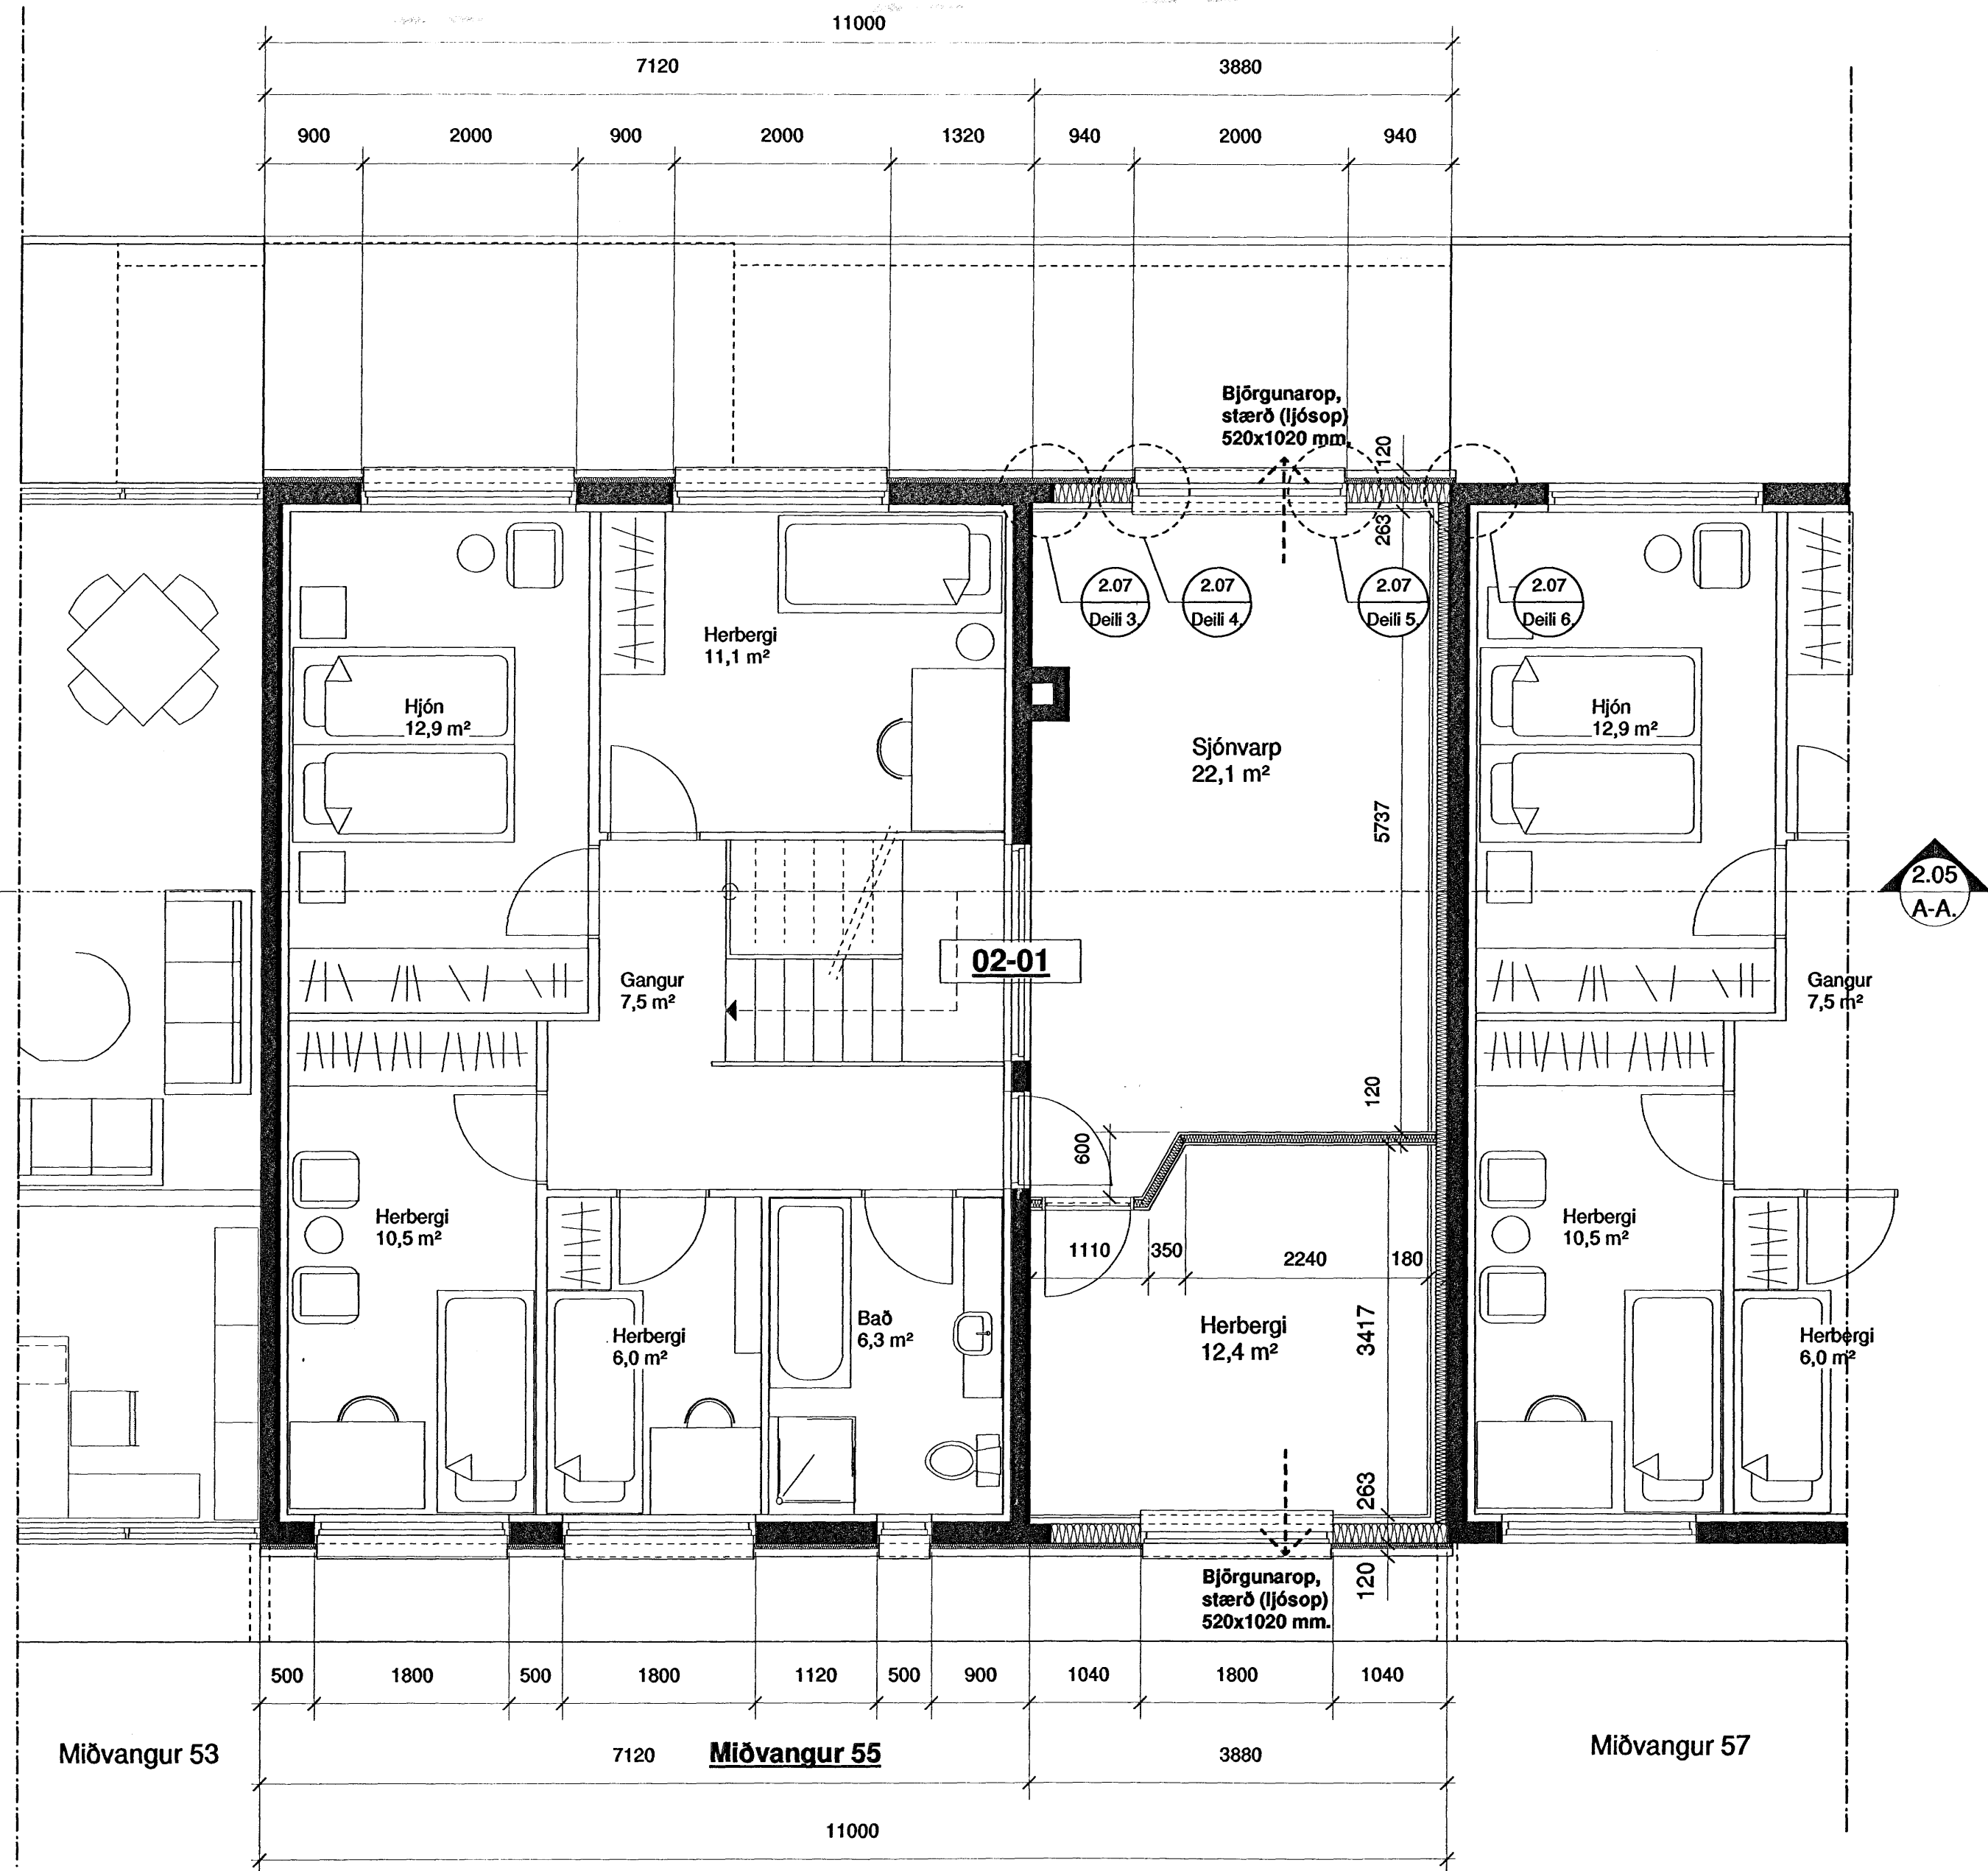 11000
7120
3880
900
2000
900
2000
1320
940
2000
940
Björgunarop,
stærð (ljósop)
520x1020 mm.
120
263
2.07
Deili 3.
2.07
Deili 4.
2.07
Deili 5.
2.07
Deili 6.
Herbergi
11,1 m²
Hjón
12,9 m²
Sjónvarp
22,1 m²
Hjón
12,9 m²
5737
2.05
A-A.
02-01
Gangur
7,5 m²
Gangur
7,5 m²
120
600
Herbergi
10,5 m²
1110
350
2240
180
Herbergi
10,5 m²
Herbergi
6,0 m²
Bað
6,3 m²
Herbergi
12,4 m²
3417
Herbergi
6,0 m²
263
120
Björgunarop,
stærð (ljósop)
520x1020 mm.
500
1800
500
1800
1120
500
900
1040
1800
1040
Miðvangur 53
7120
Miðvangur 55
3880
Miðvangur 57
11000